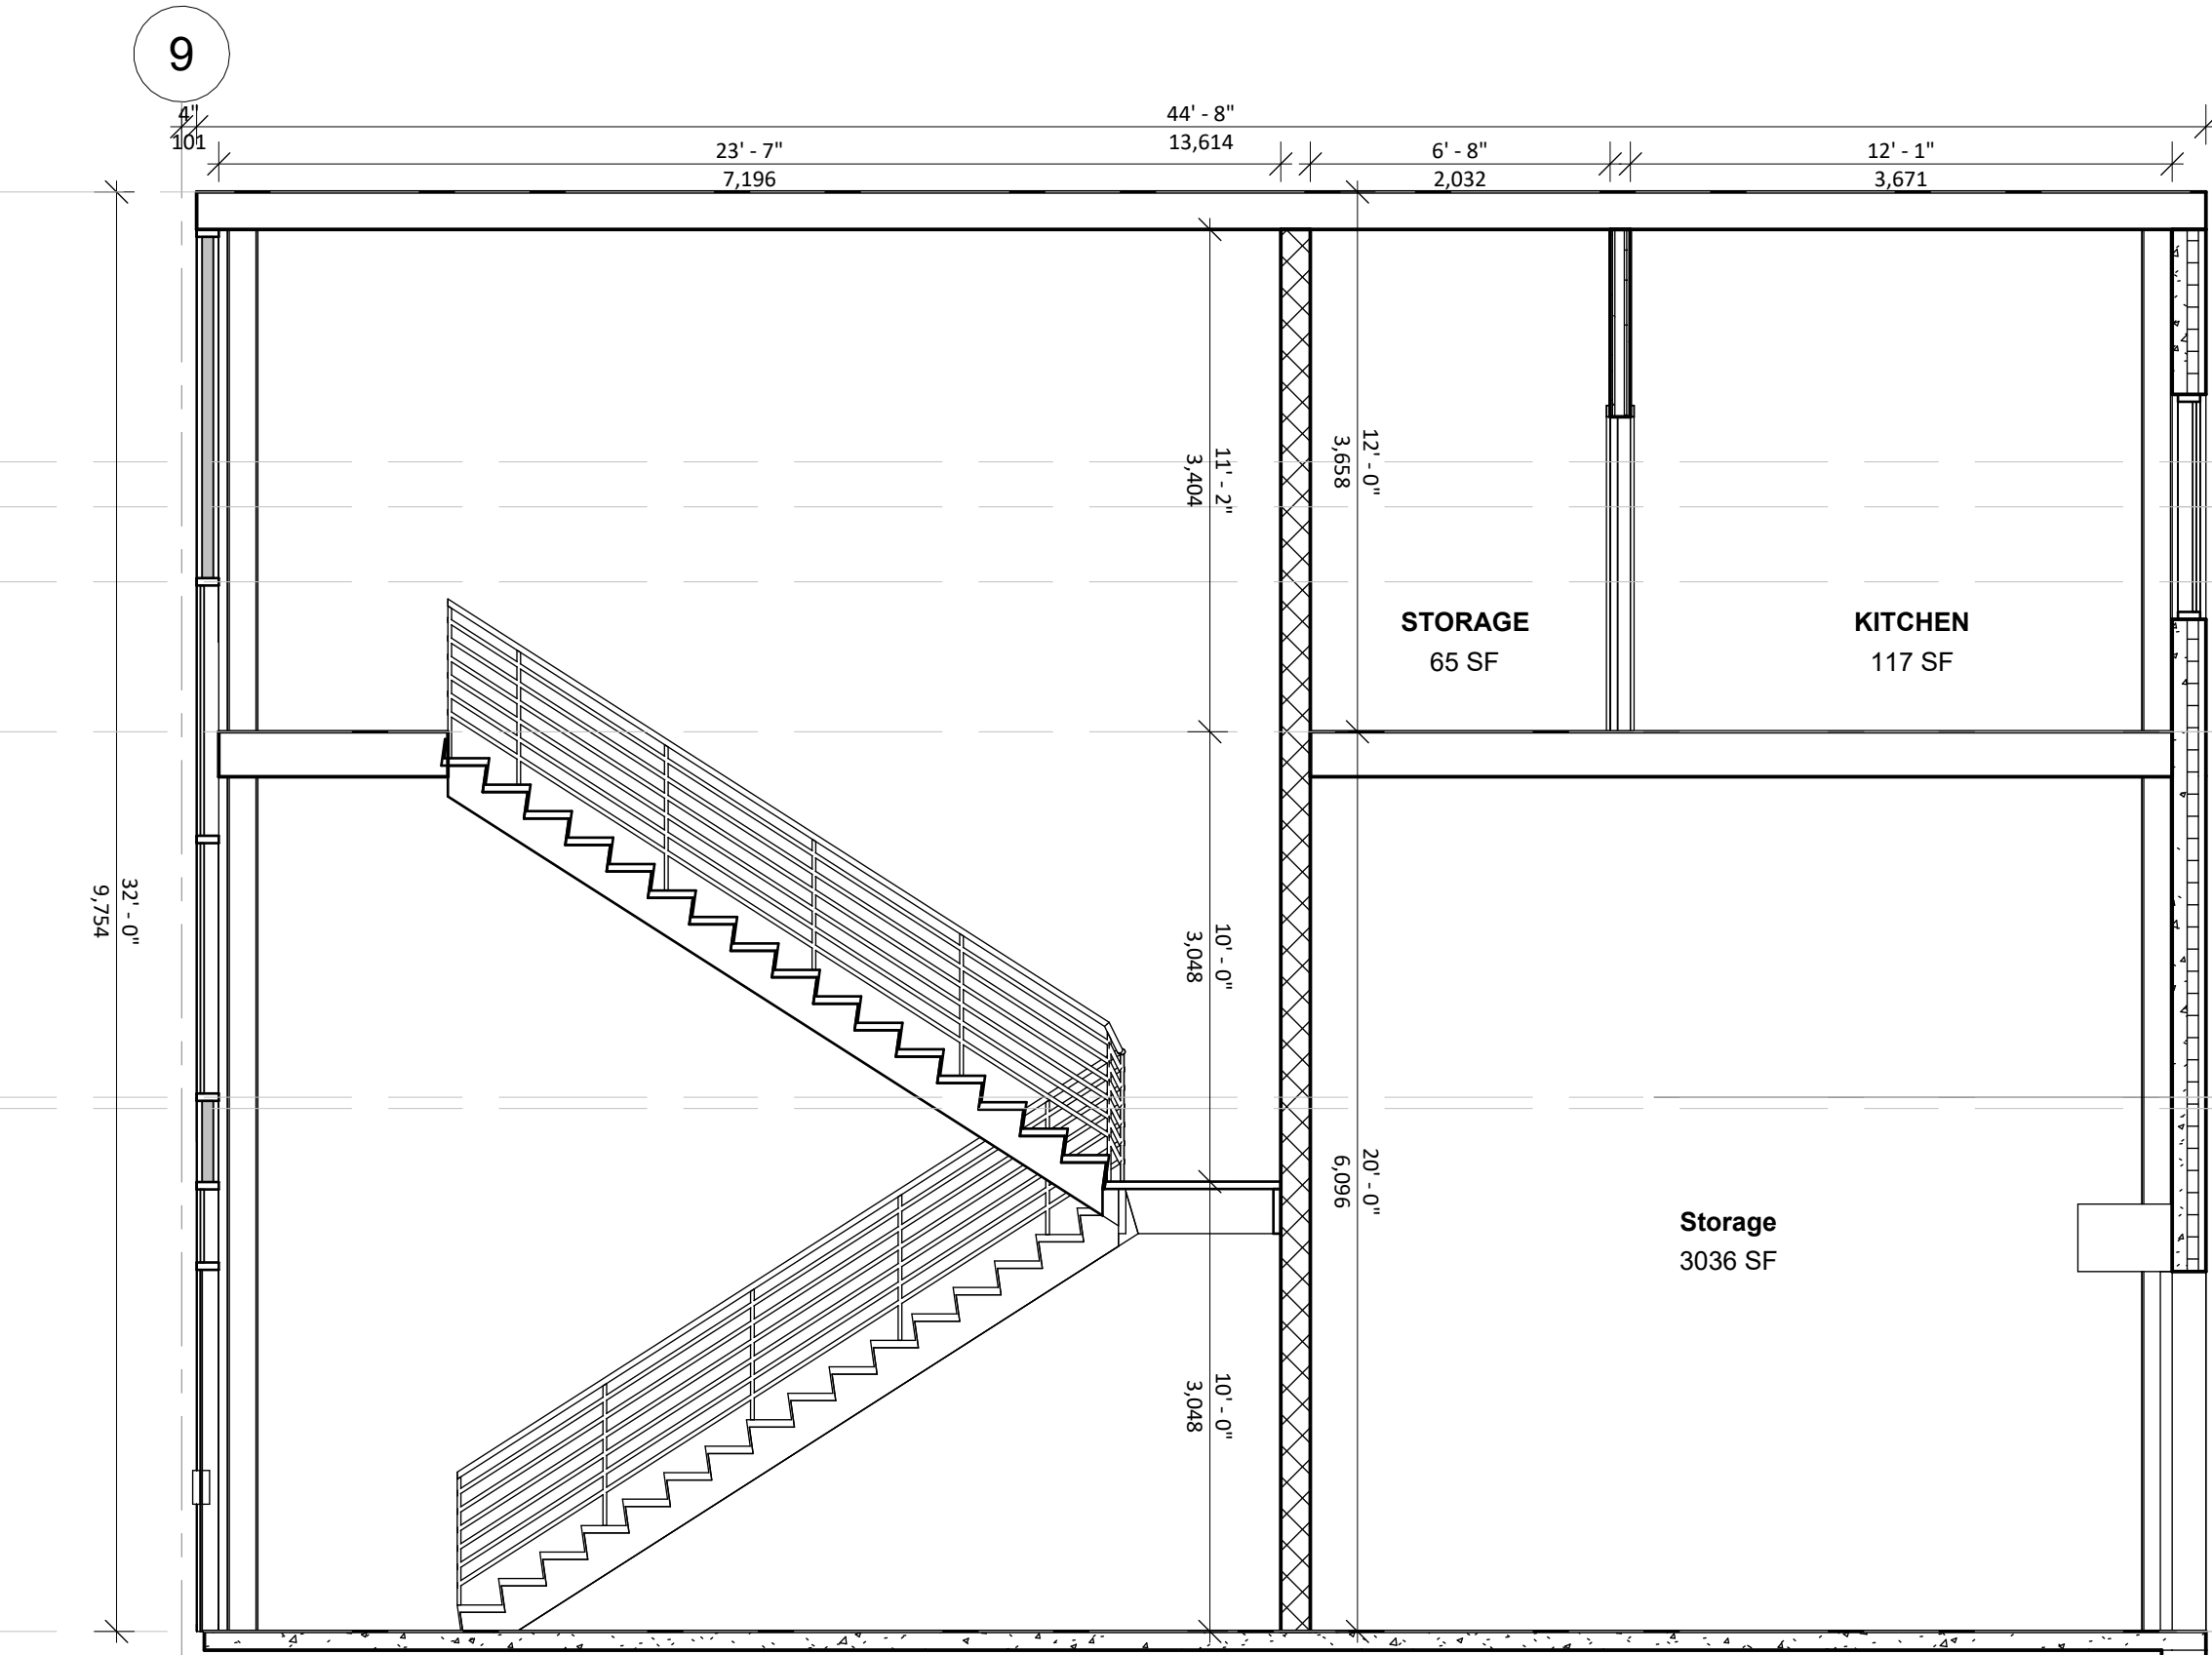 9
4"
101
44' - 8"
13,614
23' - 7"
7,196
6' - 8"
2,032
12' - 1"
3,671
11' - 2"
3,404
12' - 0"
3,658
STORAGE
65 SF
KITCHEN
117 SF
32' - 0"
9,754
10' - 0"
3,048
20' - 0"
6,096
Storage
3036 SF
10' - 0"
3,048